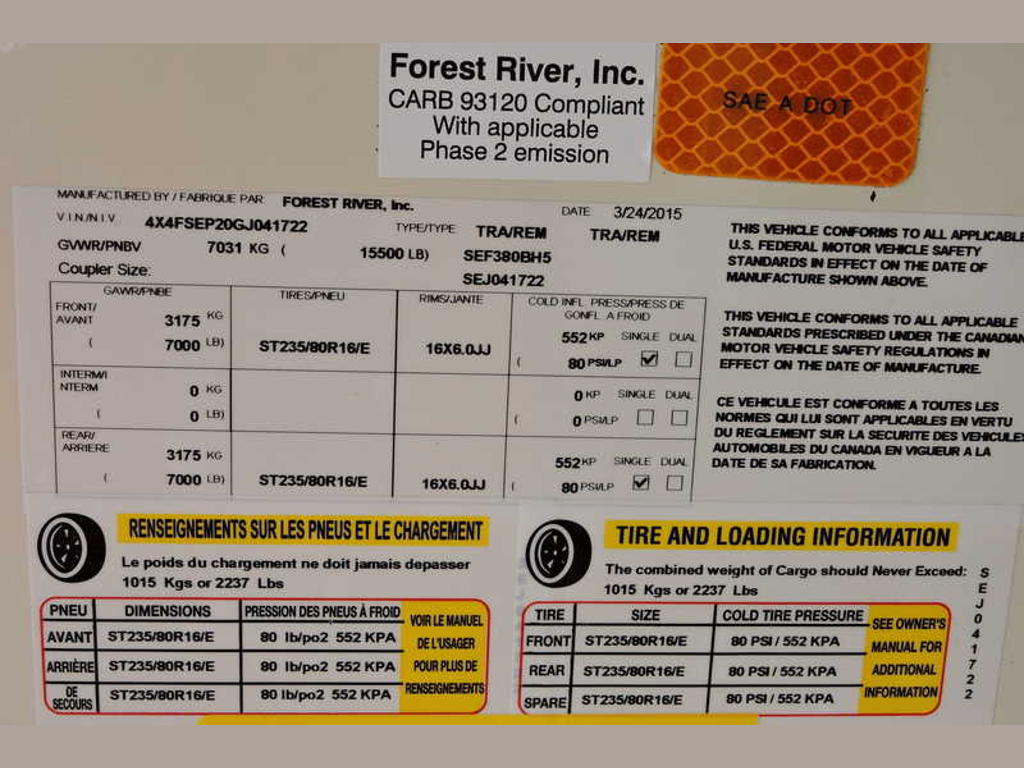 Forest River, Inc.
CARB 93120 Compliant
With applicable
Phase 2 emission
SAE A DOT
MANUFACTURED BY / FABRIQUE PAR FOREST RIVER, Inc.
DATE 3/24/2015
V.I.N./N.I.V. 4X4FSEP20GJ041722
TYPE/TYPE TRA/REM TRA/REM
GVWR/PNBV 7031 KG ( 15500 LB) SEF380BH5
Coupler Size: SEJ041722
GAWR/PNBE TIRES/PNEU RIMS/JANTE COLD INFL PRESS/PRESS DE
GONFL A FROID
FRONT/
AVANT 3175 KG 552 KP SINGLE DUAL
( 7000 LB) ST235/80R16/E 16X6.0JJ ( 80 PSI/LP
INTERM/I
NTERM 0 KG 0 KP SINGLE DUAL
( 0 LB) ( 0 PSI/LP
REAR/
ARRIERE 3175 KG 552 KP SINGLE DUAL
( 7000 LB) ST235/80R16/E 16X6.0JJ ( 80 PSI/LP
THIS VEHICLE CONFORMS TO ALL APPLICABLE
U.S. FEDERAL MOTOR VEHICLE SAFETY
STANDARDS IN EFFECT ON THE DATE OF
MANUFACTURE SHOWN ABOVE.
THIS VEHICLE CONFORMS TO ALL APPLICABLE
STANDARDS PRESCRIBED UNDER THE CANADIAN
MOTOR VEHICLE SAFETY REGULATIONS IN
EFFECT ON THE DATE OF MANUFACTURE.
CE VEHICULE EST CONFORME A TOUTES LES
NORMES QUI LUI SONT APPLICABLES EN VERTU
DU REGLEMENT SUR LA SECURITE DES VEHICULES
AUTOMOBILES DU CANADA EN VIGUEUR A LA
DATE DE SA FABRICATION.
RENSEIGNEMENTS SUR LES PNEUS ET LE CHARGEMENT
Le poids du chargement ne doit jamais depasser
1015 Kgs or 2237 Lbs
PNEU DIMENSIONS PRESSION DES PNEUS À FROID
AVANT ST235/80R16/E 80 lb/po2 552 KPA
ARRIÈRE ST235/80R16/E 80 lb/po2 552 KPA
DE
SECOURS ST235/80R16/E 80 lb/po2 552 KPA
VOIR LE MANUEL
DE L'USAGER
POUR PLUS DE
RENSEIGNEMENTS
TIRE AND LOADING INFORMATION
The combined weight of Cargo should Never Exceed:
1015 Kgs or 2237 Lbs
TIRE SIZE COLD TIRE PRESSURE
FRONT ST235/80R16/E 80 PSI / 552 KPA
REAR ST235/80R16/E 80 PSI / 552 KPA
SPARE ST235/80R16/E 80 PSI / 552 KPA
SEE OWNER'S
MANUAL FOR
ADDITIONAL
INFORMATION
SEJ041722